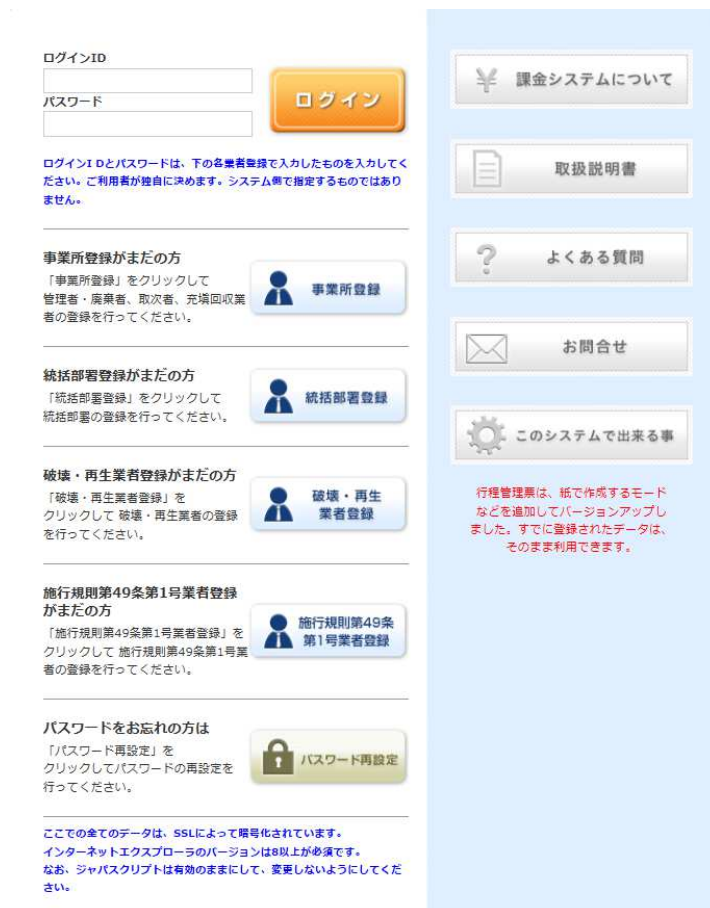 ログインID
パスワード
ログイン
ログインI Dとパスワードは、下の各業者登録で入力したものを入力してく
ださい。ご利用者が独自に決めます。システム側で指定するものではあり
ません。
事業所登録がまだの方
「事業所登録」をクリックして
管理者・廃棄者、取次者、充塡回収業
者の登録を行ってください。
事業所登録
統括部署登録がまだの方
「統括部署登録」をクリックして
統括部署の登録を行ってください。
統括部署登録
破壊・再生業者登録がまだの方
「破壊・再生業者登録」を
クリックして 破壊・再生業者の登録
を行ってください。
破壊・再生
業者登録
施行規則第49条第1号業者登録
がまだの方
「施行規則第49条第1号業者登録」を
クリックして 施行規則第49条第1号業
者の登録を行ってください。
施行規則第49条
第1号業者登録
パスワードをお忘れの方は
「パスワード再設定」を
クリックしてパスワードの再設定を
行ってください。
パスワード再設定
ここでの全てのデータは、SSLによって暗号化されています。
インターネットエクスプローラのバージョンは8以上が必須です。
なお、ジャバスクリプトは有効のままにして、変更しないようにしてくだ
さい。
課金システムについて
取扱説明書
よくある質問
お問合せ
このシステムで出来る事
行程管理票は、紙で作成するモード
などを追加してバージョンアップし
ました。すでに登録されたデータは、
そのまま利用できます。